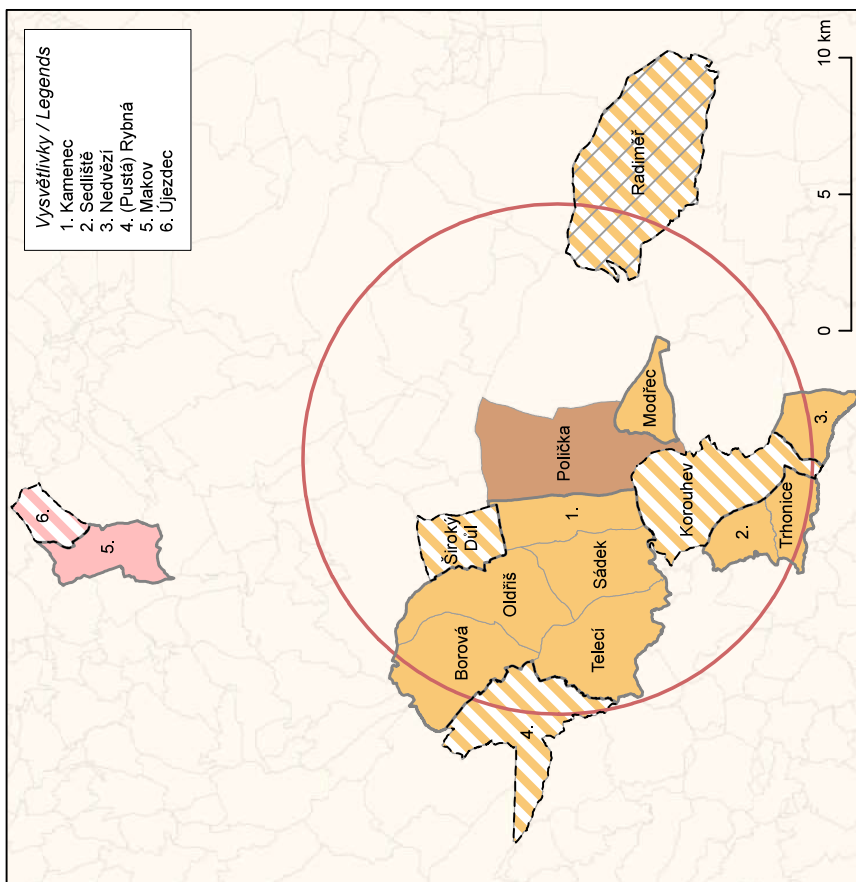 Vysvětlivky / Legends
1. Kamenec
2. Sedliště
3. Nedvězí
4. (Pustá) Rybná
5. Makov
6. Újezdec
6.
5.
Široký
Důl
Borová
Oldřiš
1.
Polička
Sádek
Telecí
4.
Modřec
Radiměř
Korouhev
2.
Trhonice
3.
0
5
10 km